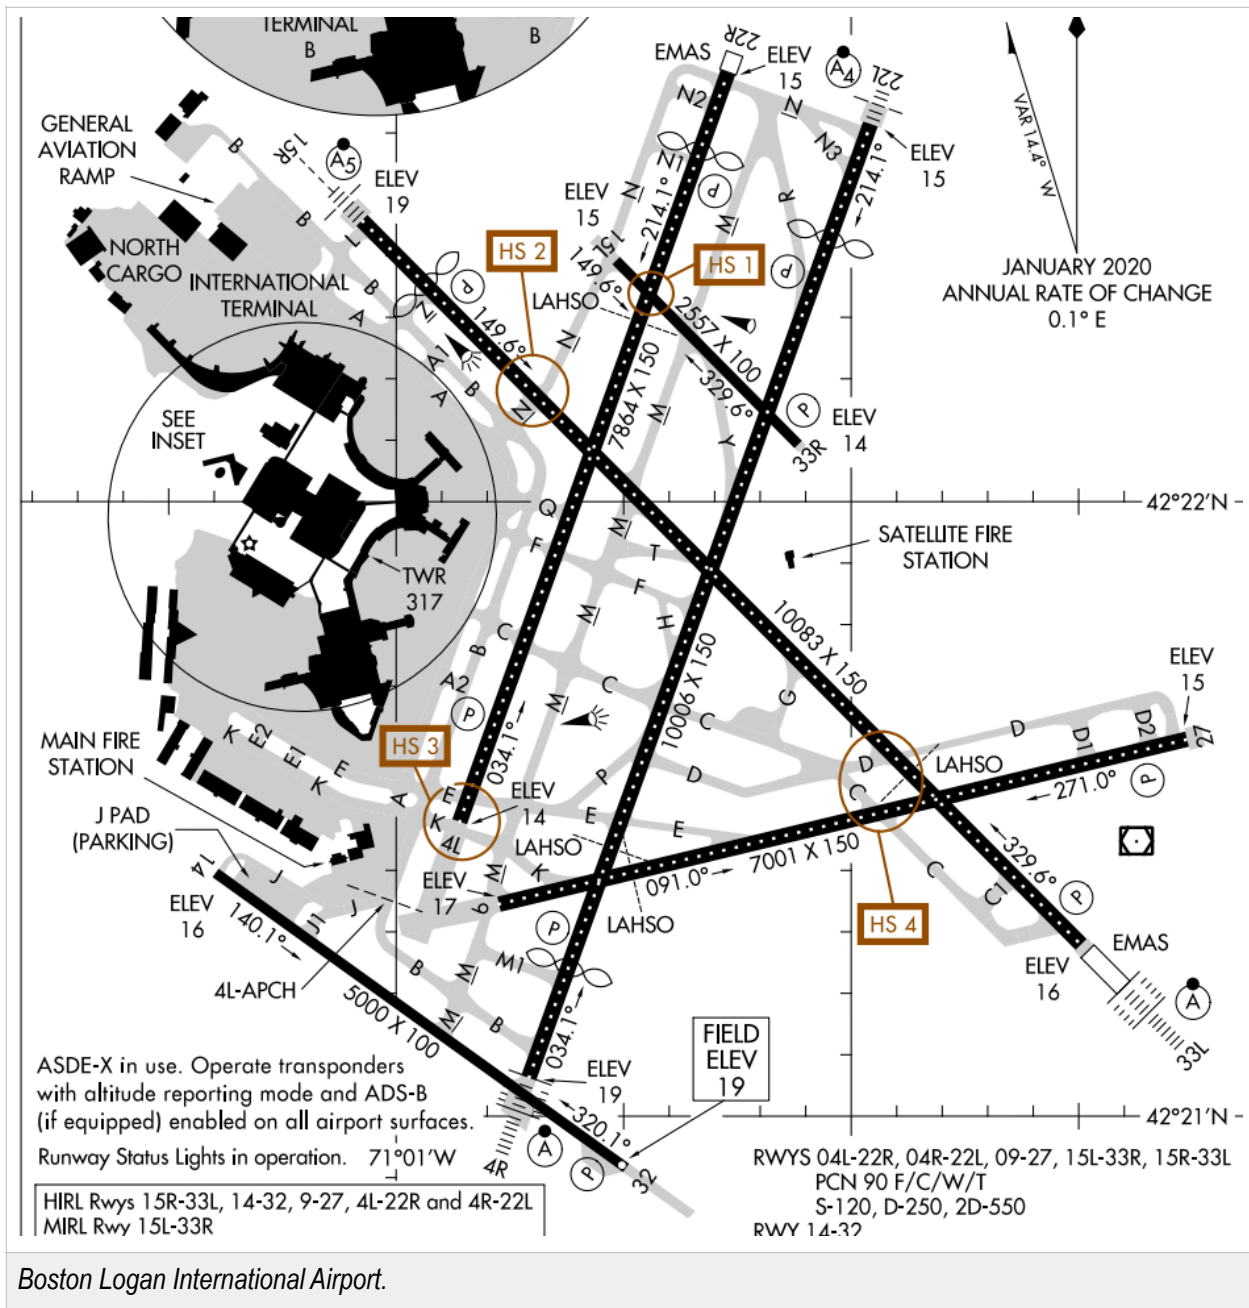 TERMINAL
B
B
GENERAL
AVIATION
RAMP
NORTH
CARGO
INTERNATIONAL
TERMINAL
SEE
INSET
TWR
317
MAIN FIRE
STATION
J PAD
(PARKING)
4L-APCH
B
B
L
B
A
A1
A
B
15R
A5
ELEV
19
HS 2
P
N
149.6°
N
EMAS
22R
ELEV
15
A4
22L
ELEV
15
N2
N
N3
N1
N
214.1°
P
M
R
214.1°
ELEV
15
15L
149.6°
LAHSO
HS 1
P
N
2557 X 100
329.6°
7864 X 150
M
Y
P
33R
ELEV
14
VAR 14.4° W
JANUARY 2020
ANNUAL RATE OF CHANGE
0.1° E
42°22'N
Q
F
M
T
F
H
M
SATELLITE FIRE
STATION
10083 X 150
B
C
A2
P
M
C
C
G
10006 X 150
034.1°
HS 3
K
E2
E1
E
K
A
E
K
4L
ELEV
14
P
D
E
E
LAHSO
ELEV
17
9
M
K
091.0°
7001 X 150
LAHSO
D
C
HS 4
LAHSO
D
D1
D2
ELEV
15
27
271.0°
P
C
C1
329.6°
P
EMAS
ELEV
16
A
33L
14
J
J1
J
ELEV
16
140.1°
5000 X 100
B
M
M1
P
M
B
034.1°
ELEV
19
FIELD
ELEV
19
320.1°
4R
A
P
32
42°21'N
71°01'W
ASDE-X in use. Operate transponders
with altitude reporting mode and ADS-B
(if equipped) enabled on all airport surfaces.
Runway Status Lights in operation.
HIRL Rwys 15R-33L, 14-32, 9-27, 4L-22R and 4R-22L
MIRL Rwy 15L-33R
RWYS 04L-22R, 04R-22L, 09-27, 15L-33R, 15R-33L
PCN 90 F/C/W/T
S-120, D-250, 2D-550
RWY 14-32
Boston Logan International Airport.